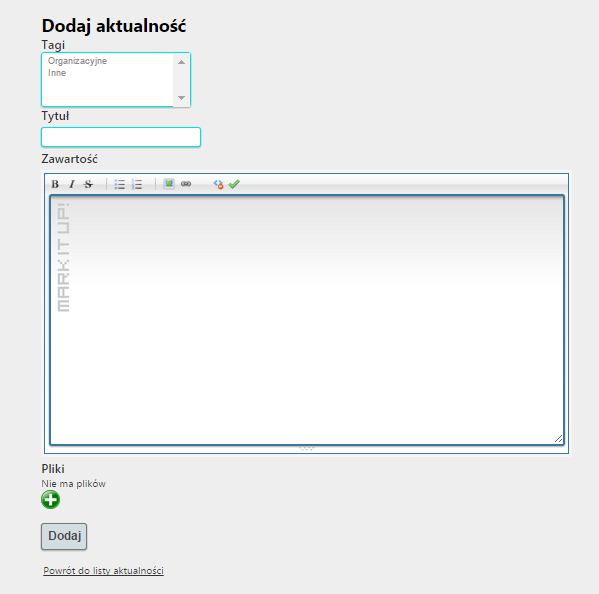 Dodaj aktualność
Tagi
Organizacyjne
Inne
Tytuł
Zawartość
B I S
MARK IT UP!
Pliki
Nie ma plików
Dodaj
Powrót do listy aktualności